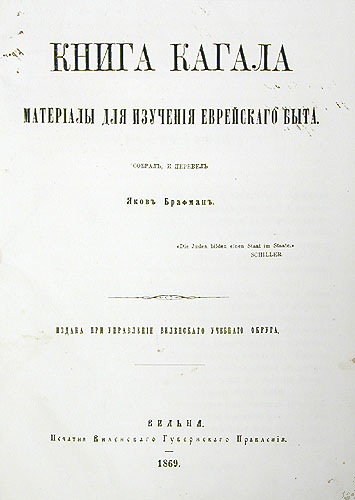 КНИГА КАГАЛА
МАТЕРІАЛЫ ДЛЯ ИЗУЧЕНІЯ ЕВРЕЙСКАГО БЫТА.
СОБРАЛЪ, И ПЕРЕВЕЛЪ
Яковъ Брафманъ.
«Die Juden bilden einen Staat im Staate.»
SCHILLER.
ИЗДАНА ПРИ УПРАВЛЕНІИ ВИЛЕНСКАГО УЧЕБНАГО ОКРУГА.
ВИЛЬНА.
Печатня Виленскаго Губернскаго Правленія.
1869.